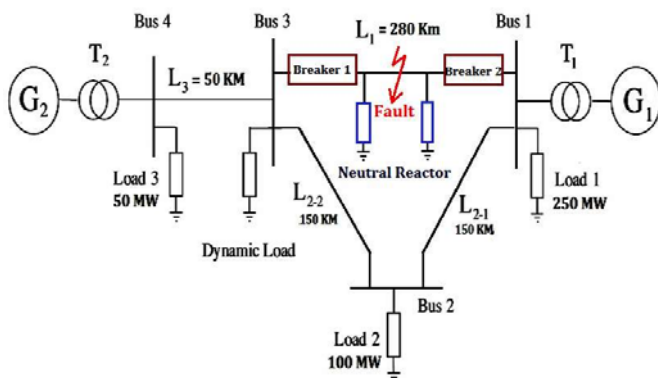 Bus 4
Bus 3
L1 = 280 Km
Bus 1
T2
Breaker 1
Breaker 2
T1
L3 = 50 KM
G2
Fault
G1
Neutral Reactor
Load 3
50 MW
L2-2
150 KM
L2-1
150 KM
Load 1
250 MW
Dynamic Load
Bus 2
Load 2
100 MW